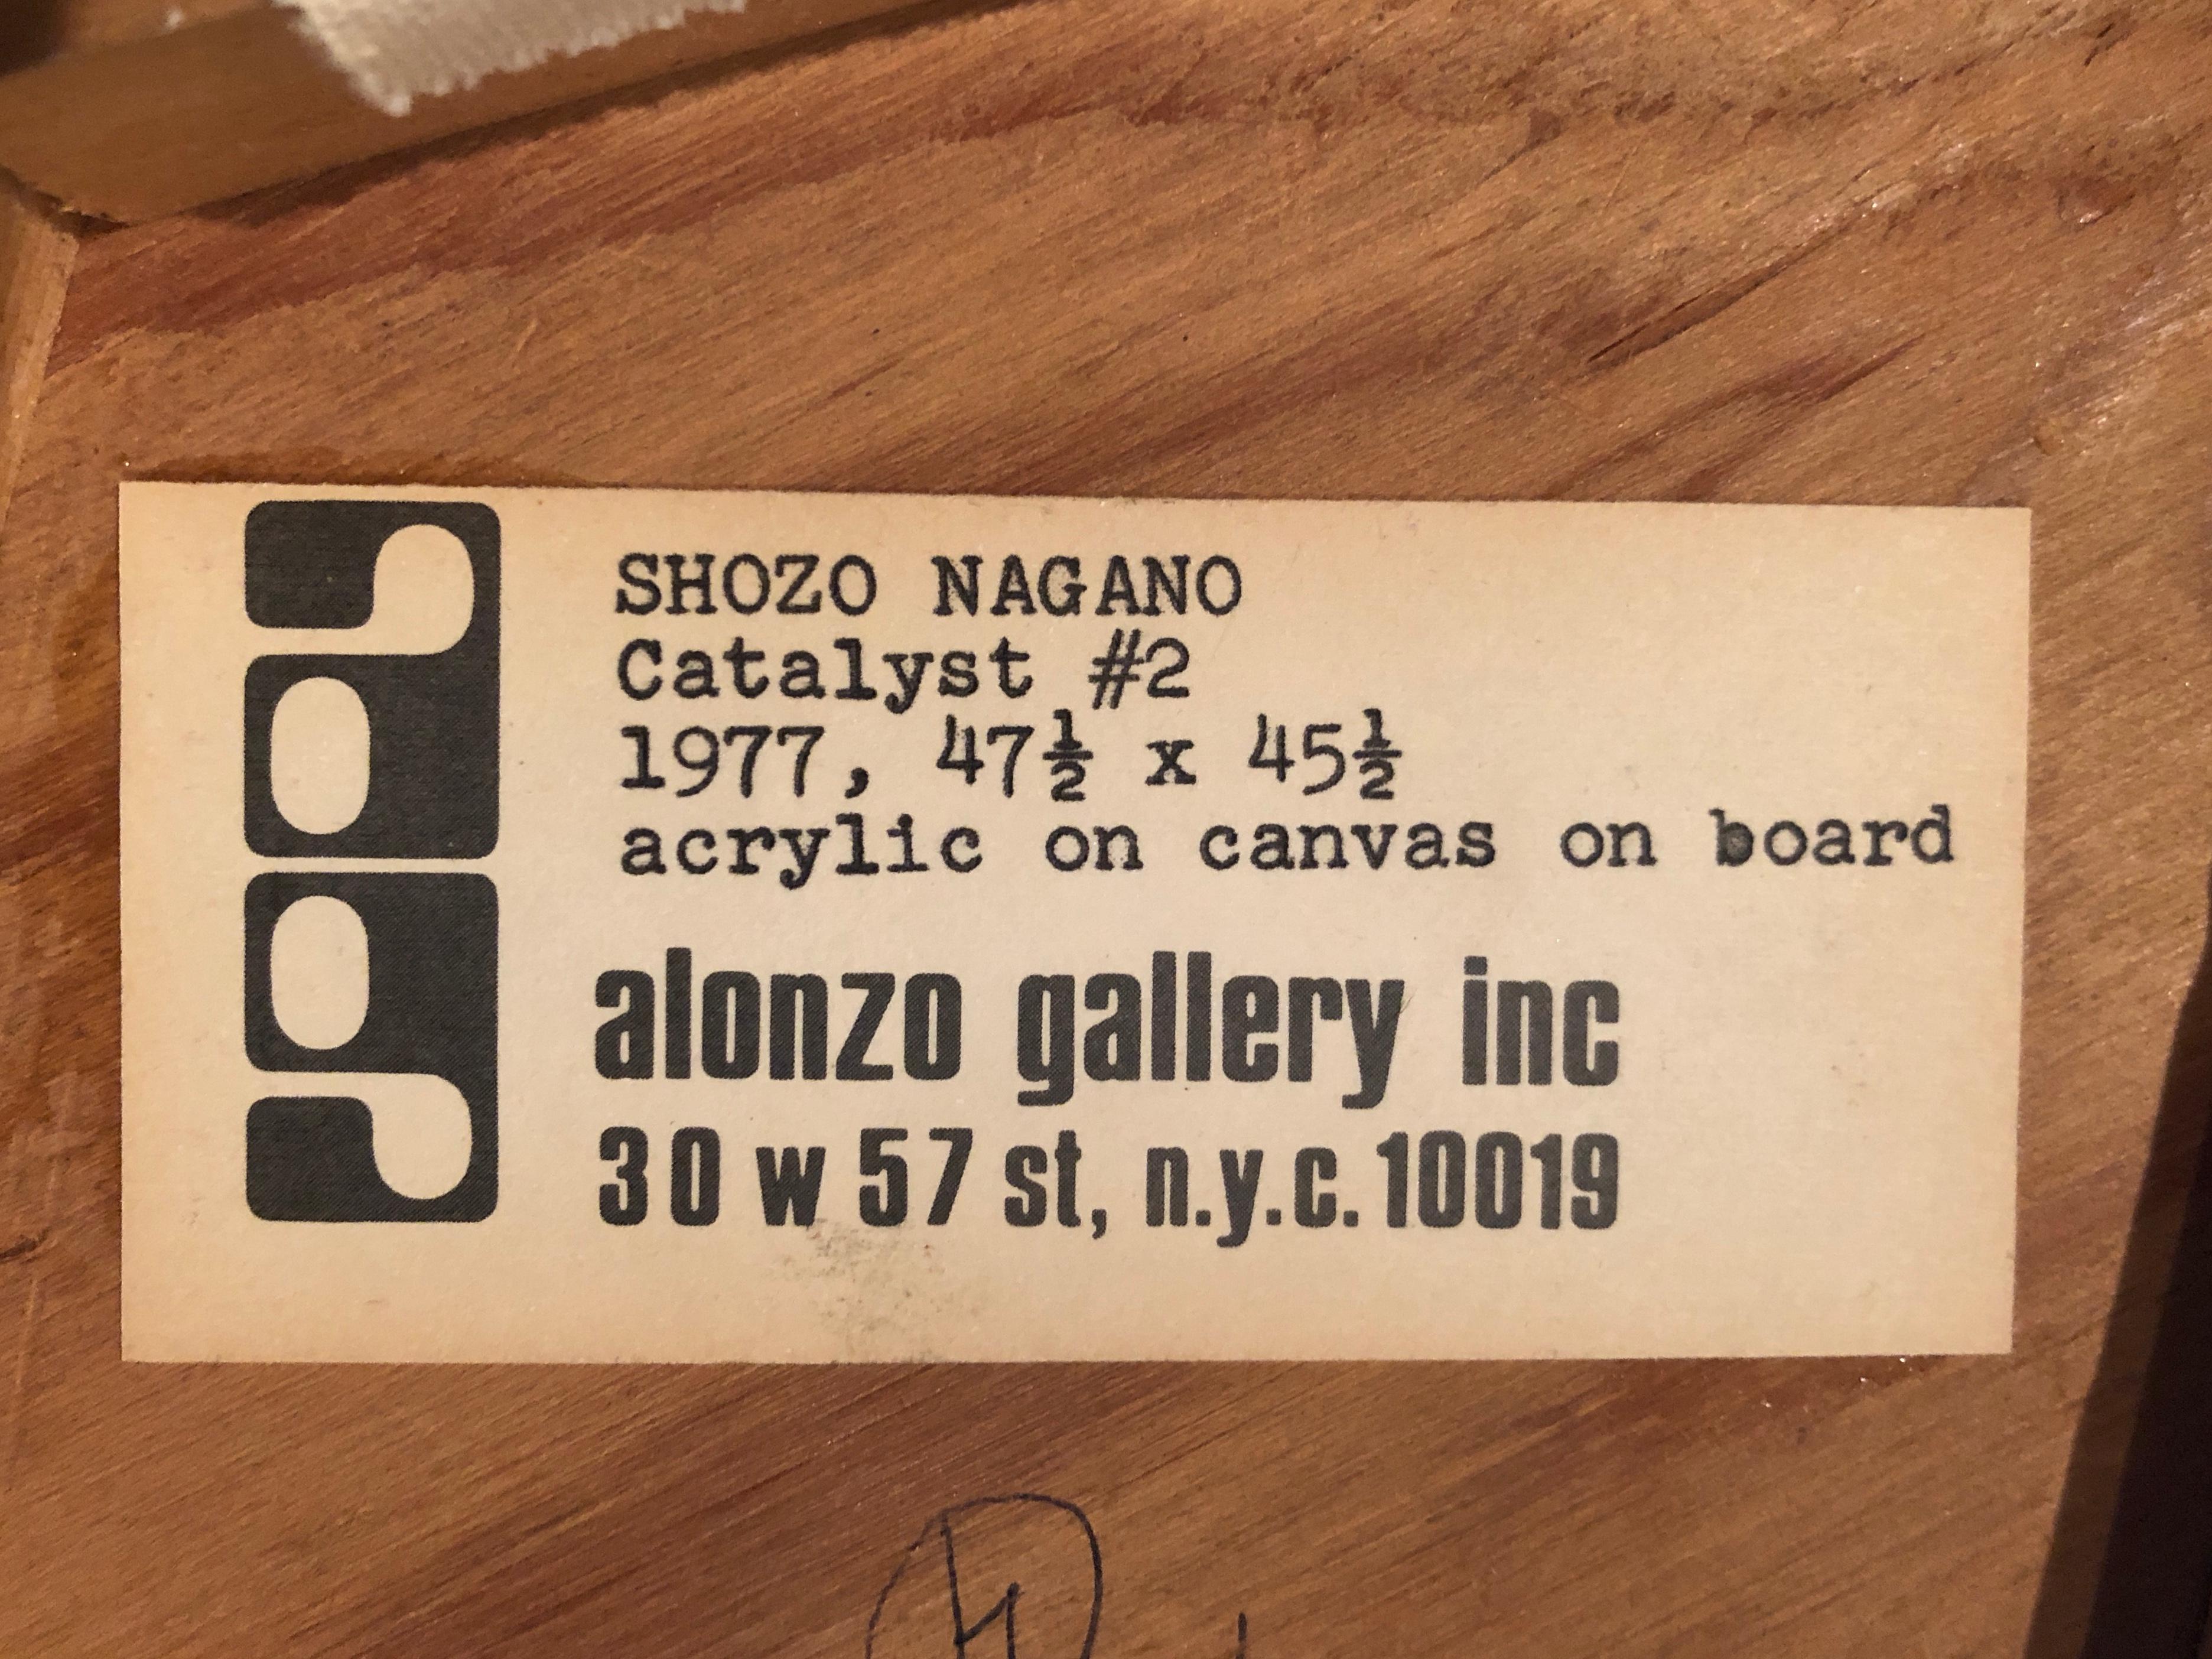 SHOZO NAGANO
Catalyst #2
1977, 47½ x 45½
acrylic on canvas on board
alonzo gallery inc
30 w 57 st, n.y.c. 10019